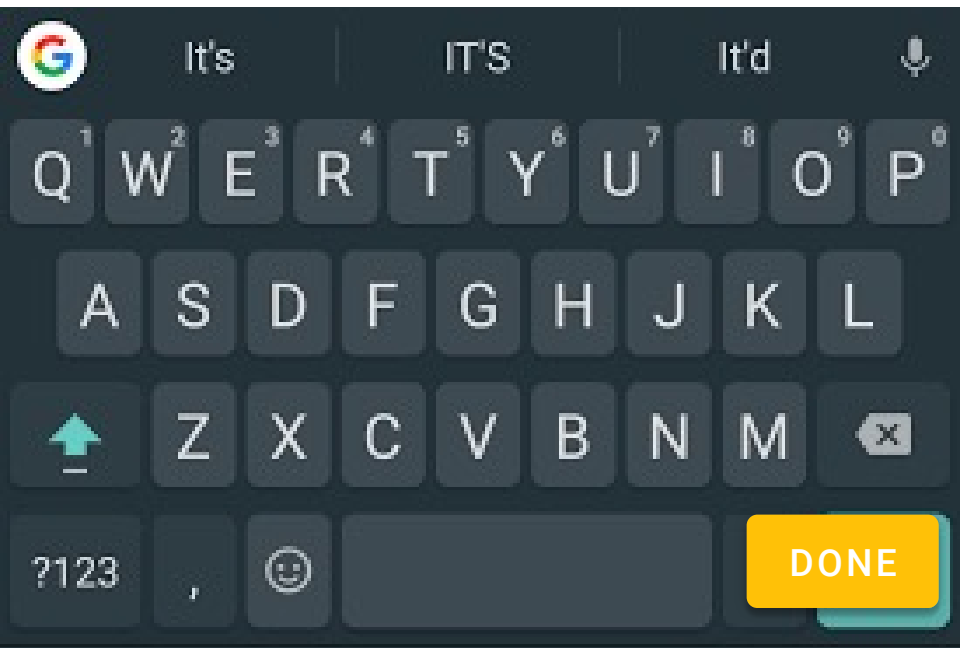 G It's IT'S It'd
1 2 3 4 5 6 7 8 9 0
Q W E R T Y U I O P
A S D F G H J K L
Z X C V B N M
?123 , DONE